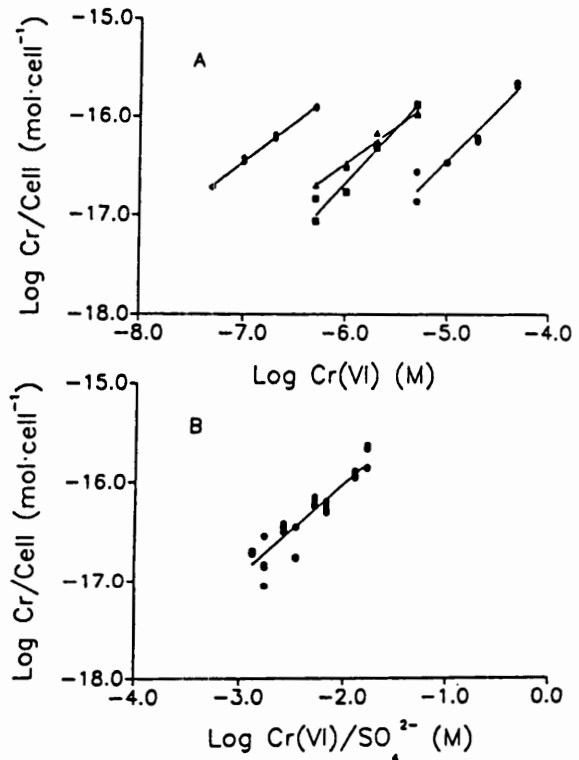 A
Log Cr/Cell (mol·cell⁻¹)
−15.0
−16.0
−17.0
−18.0
−8.0 −7.0 −6.0 −5.0 −4.0
Log Cr(VI) (M)
B
Log Cr/Cell (mol·cell⁻¹)
−15.0
−16.0
−17.0
−18.0
−4.0 −3.0 −2.0 −1.0 0.0
Log Cr(VI)/SO₄²⁻ (M)